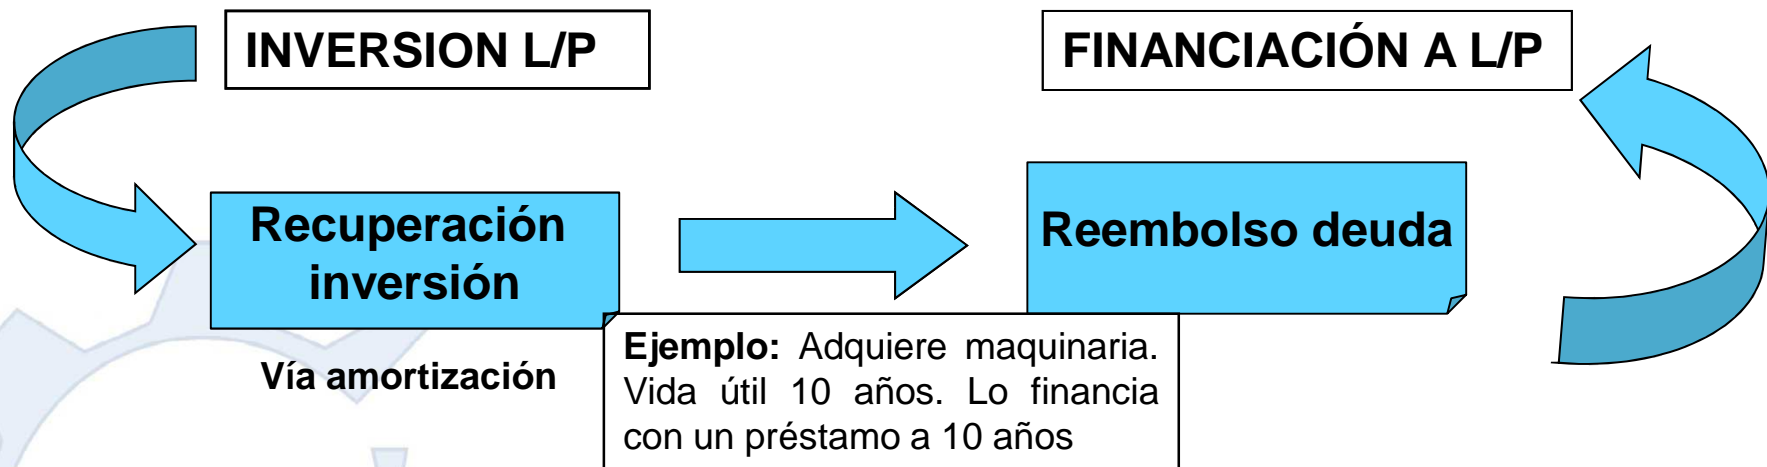 INVERSION L/P
FINANCIACIÓN A L/P
Recuperación
inversión
Reembolso deuda
Vía amortización
Ejemplo: Adquiere maquinaria.
Vida útil 10 años. Lo financia
con un préstamo a 10 años